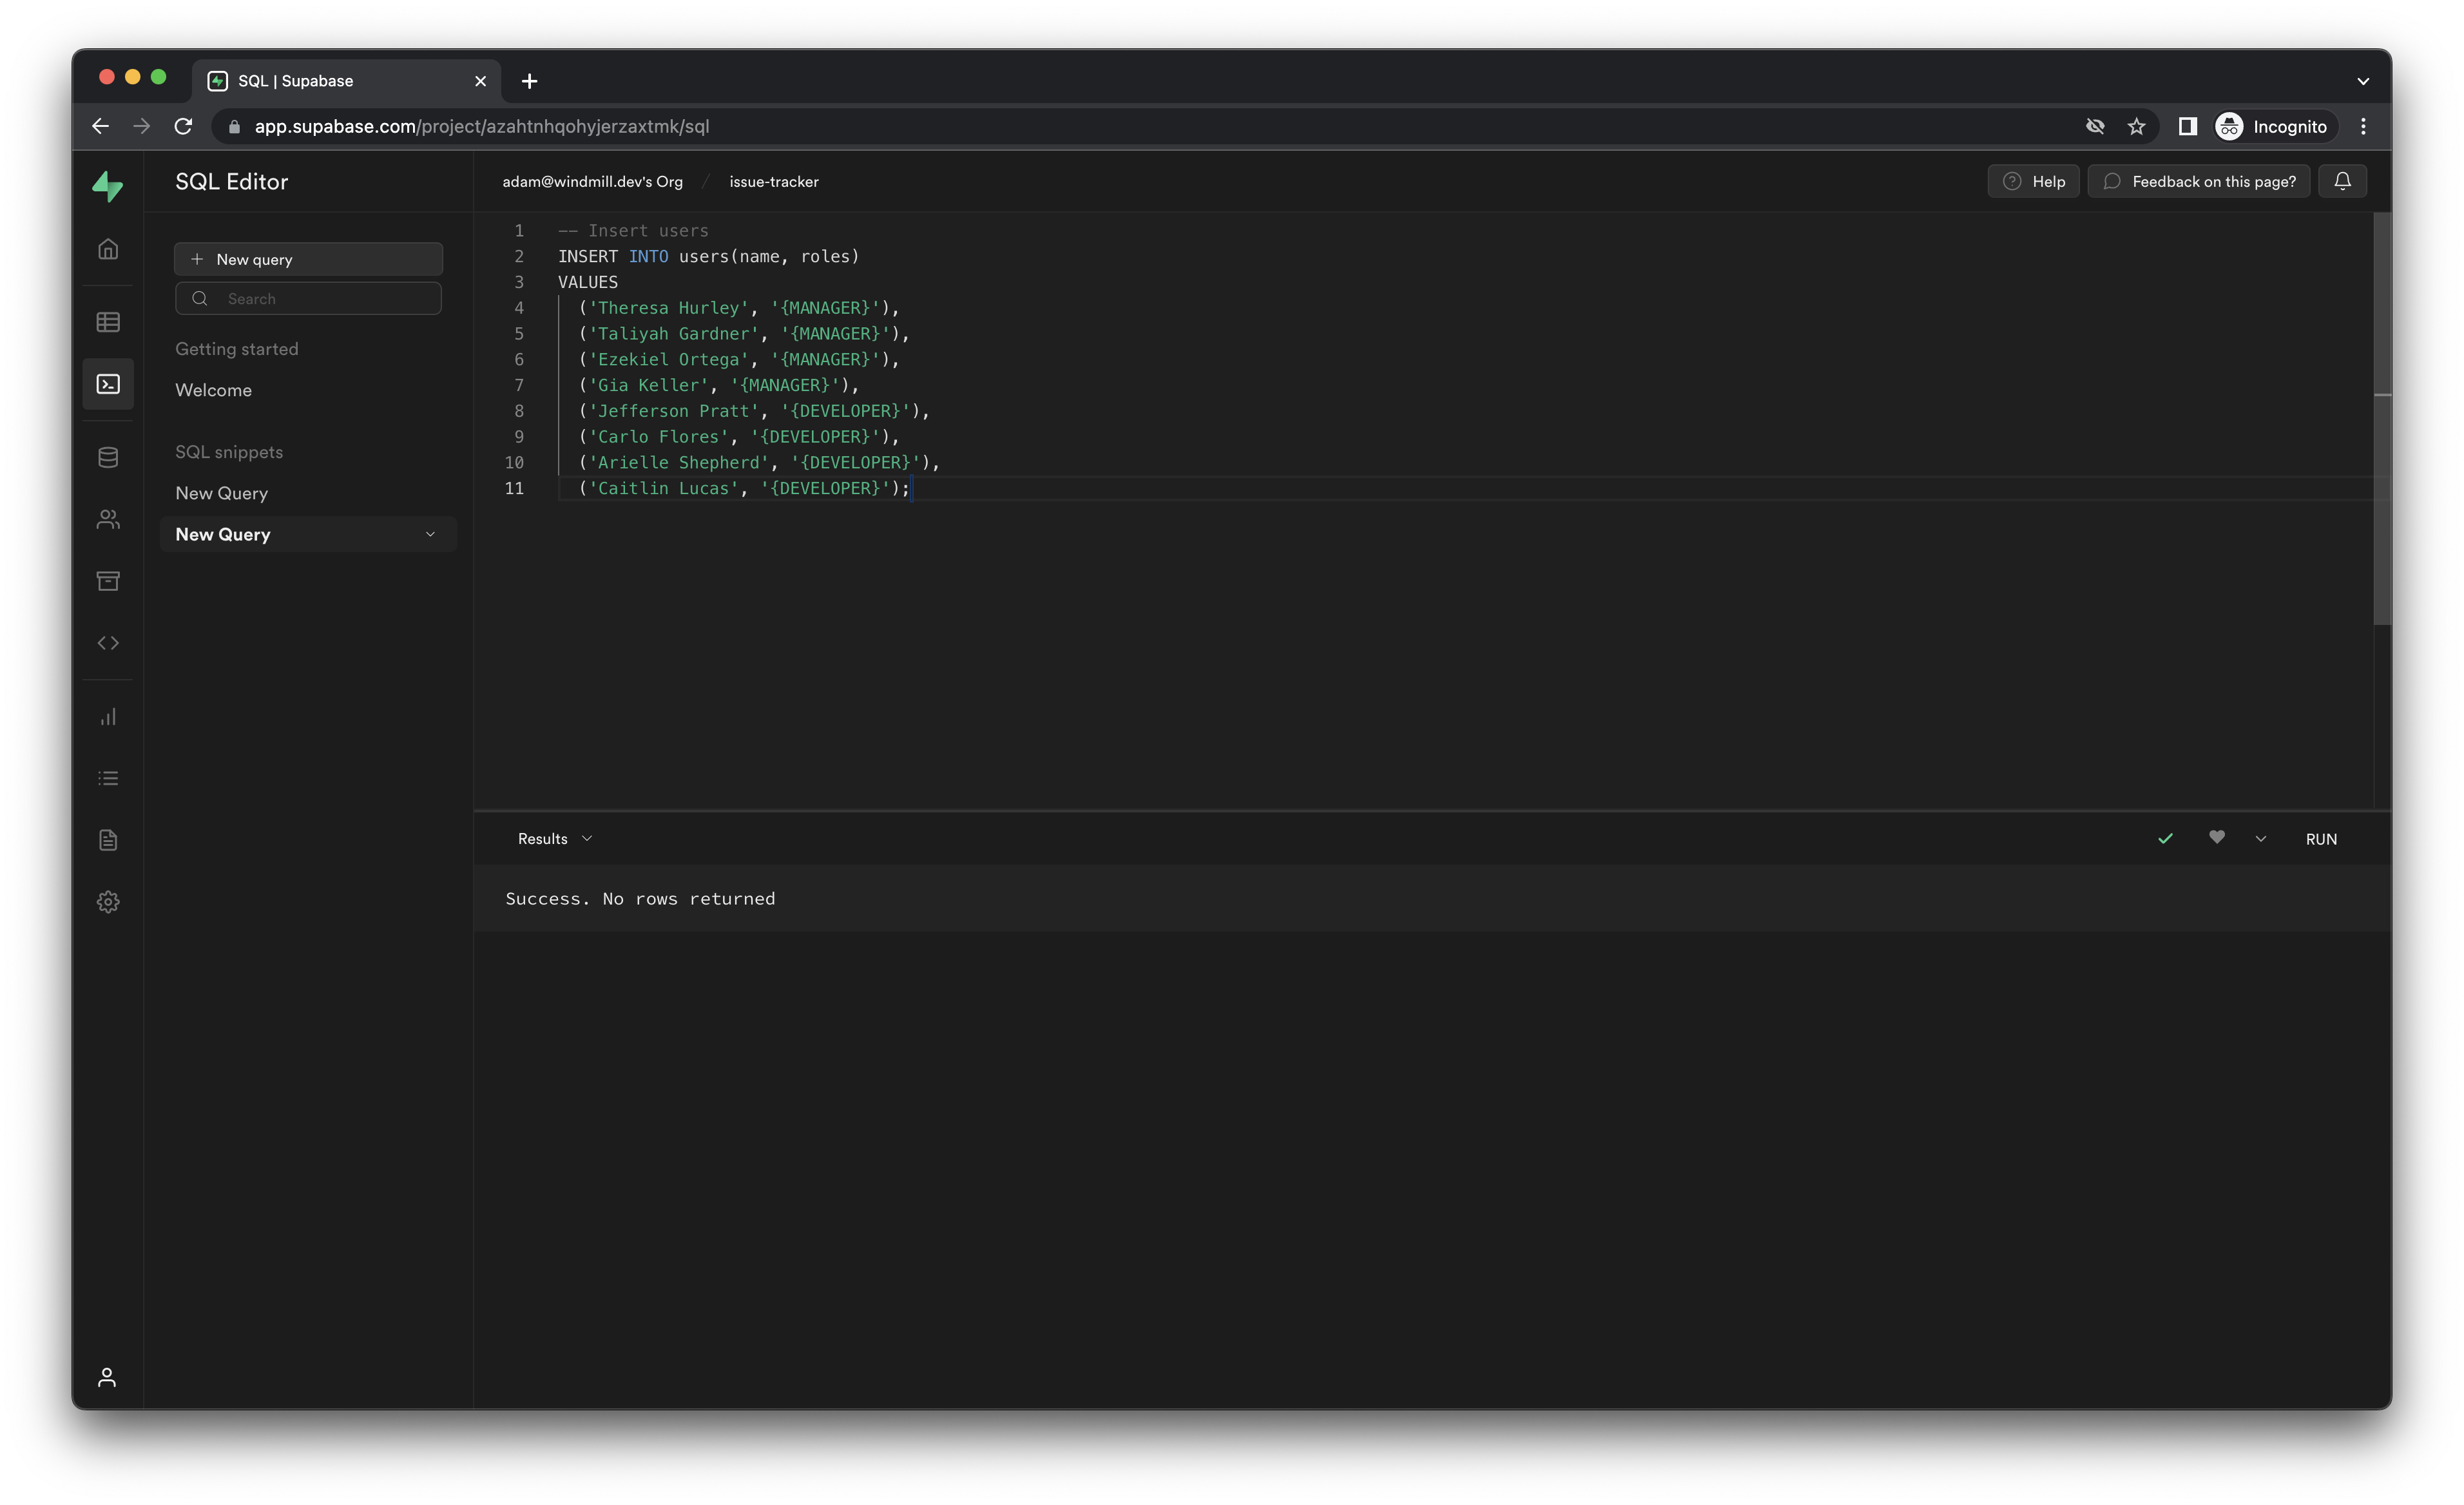 SQL | Supabase
app.supabase.com/project/azahtnhqohyjerzaxtmk/sql
Incognito
SQL Editor
adam@windmill.dev's Org / issue-tracker
Help
Feedback on this page?
New query
Search
Getting started
Welcome
SQL snippets
New Query
New Query
1 -- Insert users
2 INSERT INTO users(name, roles)
3 VALUES
4 ('Theresa Hurley', '{MANAGER}'),
5 ('Taliyah Gardner', '{MANAGER}'),
6 ('Ezekiel Ortega', '{MANAGER}'),
7 ('Gia Keller', '{MANAGER}'),
8 ('Jefferson Pratt', '{DEVELOPER}'),
9 ('Carlo Flores', '{DEVELOPER}'),
10 ('Arielle Shepherd', '{DEVELOPER}'),
11 ('Caitlin Lucas', '{DEVELOPER}');
Results
RUN
Success. No rows returned